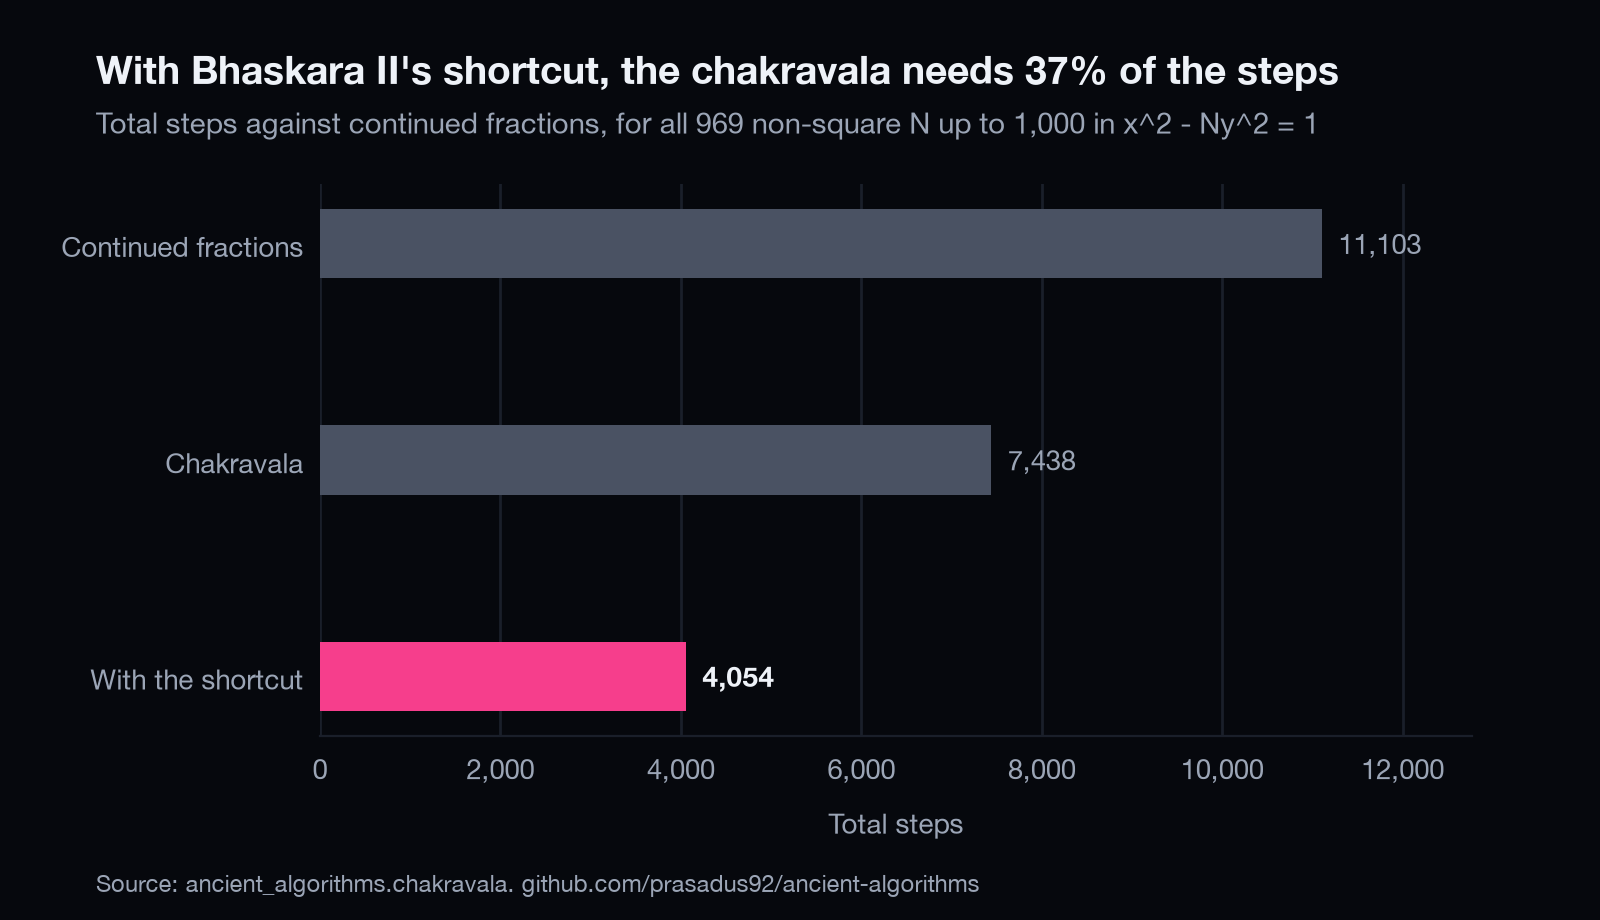 With Bhaskara II's shortcut, the chakravala needs 37% of the steps
Total steps against continued fractions, for all 969 non-square N up to 1,000 in x^2 - Ny^2 = 1
Continued fractions
11,103
Chakravala
7,438
With the shortcut
4,054
0 2,000 4,000 6,000 8,000 10,000 12,000
Total steps
Source: ancient_algorithms.chakravala. github.com/prasadus92/ancient-algorithms